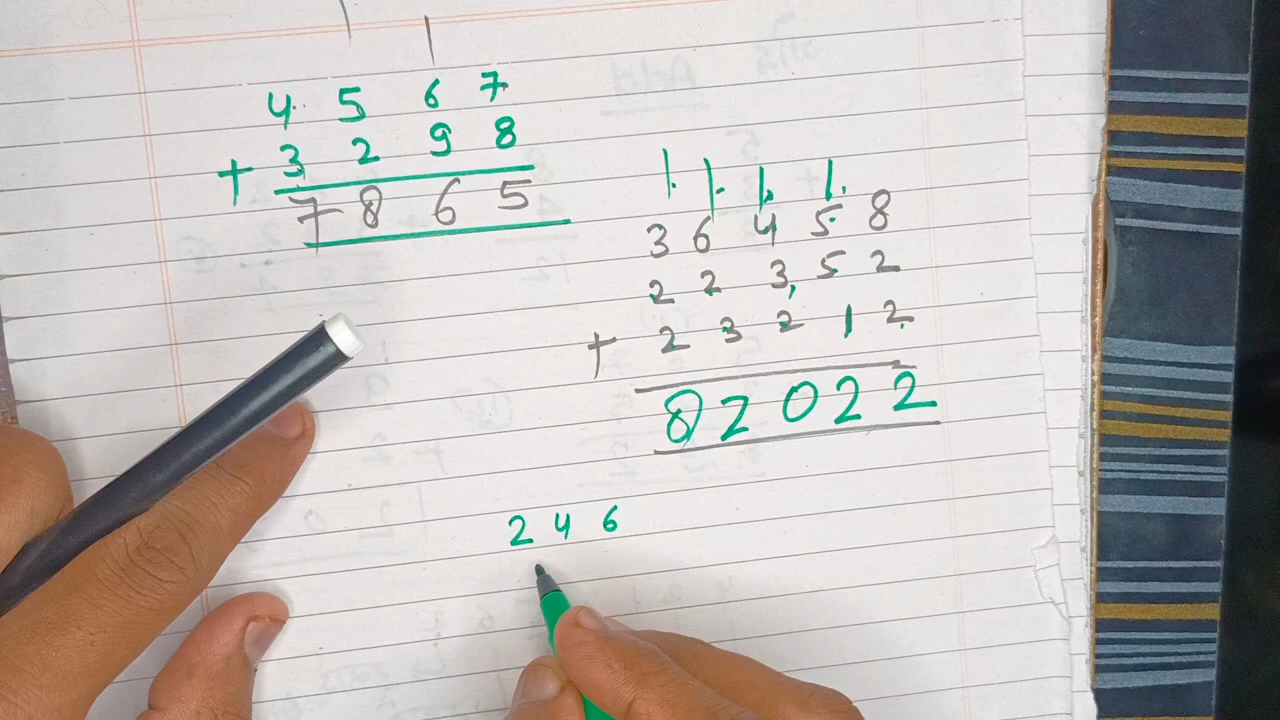 4 5 6 7
+ 3 2 9 8
7 8 6 5
1 1 1 1
3 6 4 5 8
2 2 3 5 2
+ 2 3 2 1 2
8 2 0 2 2
2 4 6